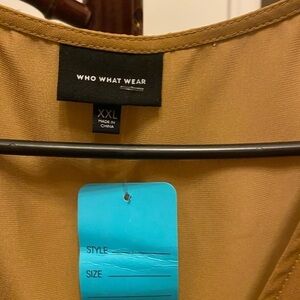 WHO WHAT WEAR
XXL
MADE IN
CHINA
STYLE
SIZE